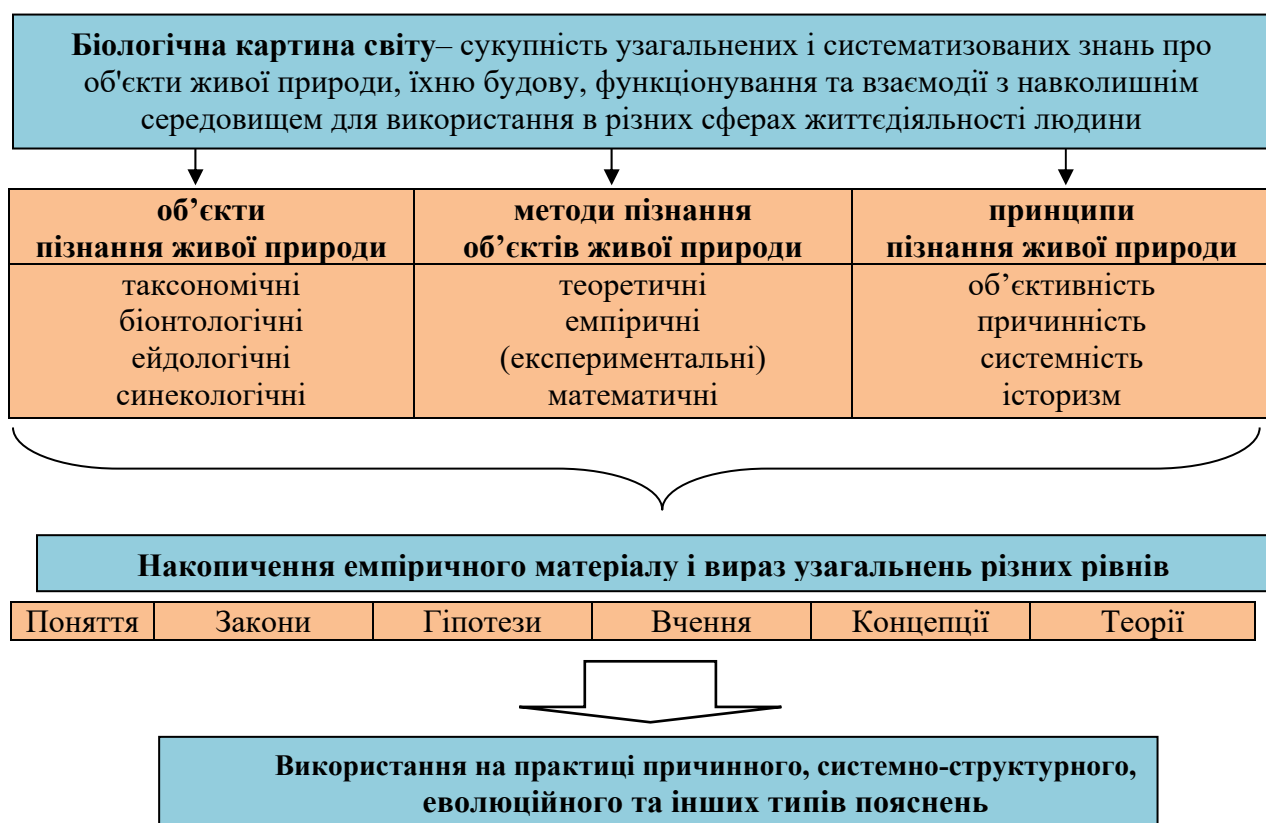 Біологічна картина світу– сукупність узагальнених і систематизованих знань про
об'єкти живої природи, їхню будову, функціонування та взаємодії з навколишнім
середовищем для використання в різних сферах життєдіяльності людини
об’єкти
пізнання живої природи
таксономічні
біонтологічні
ейдологічні
синекологічні
методи пізнання
об’єктів живої природи
теоретичні
емпіричні
(експериментальні)
математичні
принципи
пізнання живої природи
об’єктивність
причинність
системність
історизм
Накопичення емпіричного матеріалу і вираз узагальнень різних рівнів
Поняття
Закони
Гіпотези
Вчення
Концепції
Теорії
Використання на практиці причинного, системно-структурного,
еволюційного та інших типів пояснень